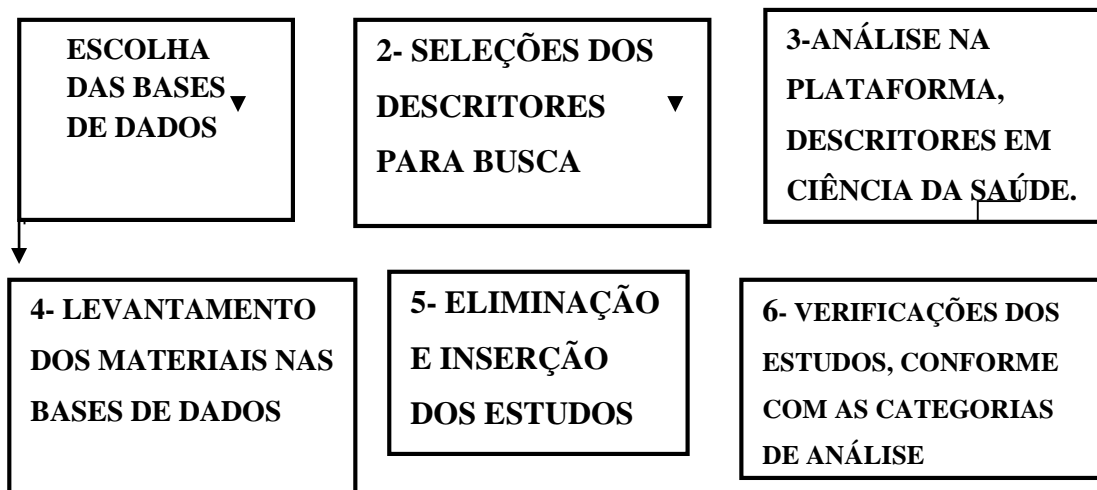 ESCOLHA
DAS BASES
DE DADOS
2- SELEÇÕES DOS
DESCRITORES
PARA BUSCA
3-ANÁLISE NA
PLATAFORMA,
DESCRITORES EM
CIÊNCIA DA SAÚDE.
4- LEVANTAMENTO
DOS MATERIAIS NAS
BASES DE DADOS
5- ELIMINAÇÃO
E INSERÇÃO
DOS ESTUDOS
6- VERIFICAÇÕES DOS
ESTUDOS, CONFORME
COM AS CATEGORIAS
DE ANÁLISE